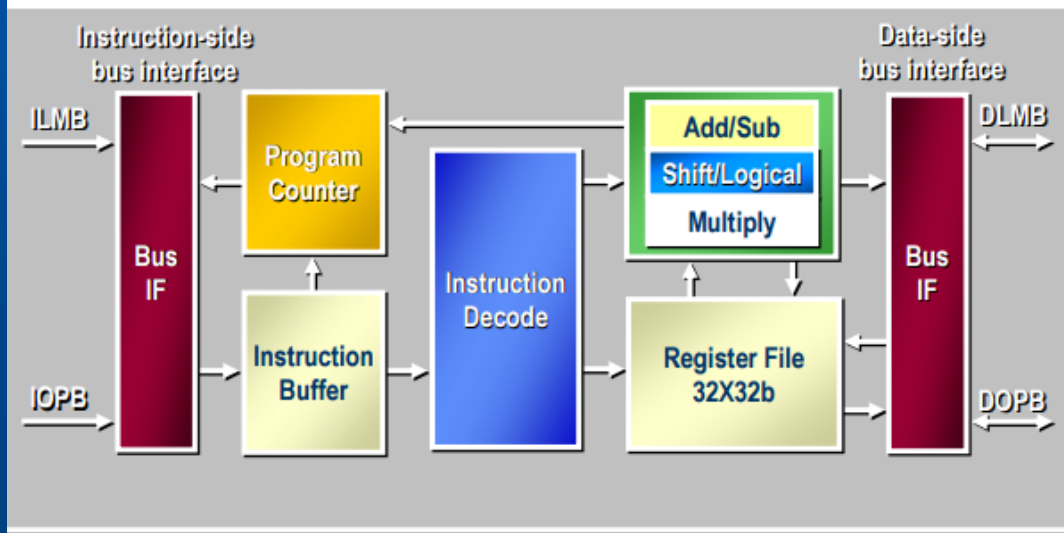 Instruction-side
bus interface
Data-side
bus interface
ILMB
DLMB
Program
Counter
Add/Sub
Shift/Logical
Multiply
Bus
IF
Instruction
Decode
Bus
IF
Instruction
Buffer
Register File
32X32b
IOPB
DOPB